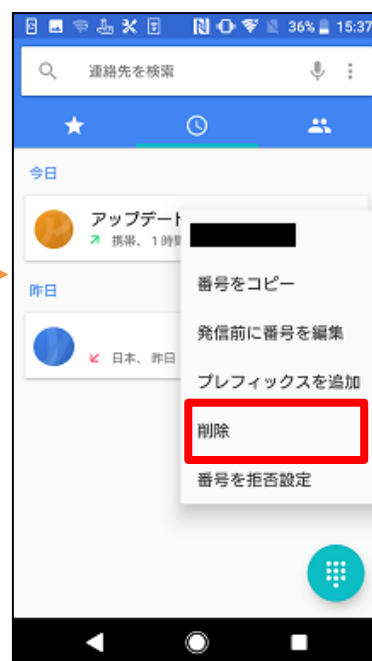 36% 15:37
連絡先を検索
今日
アップデート
携帯、1時間
番号をコピー
昨日
発信前に番号を編集
日本、昨日
プレフィックスを追加
削除
番号を拒否設定